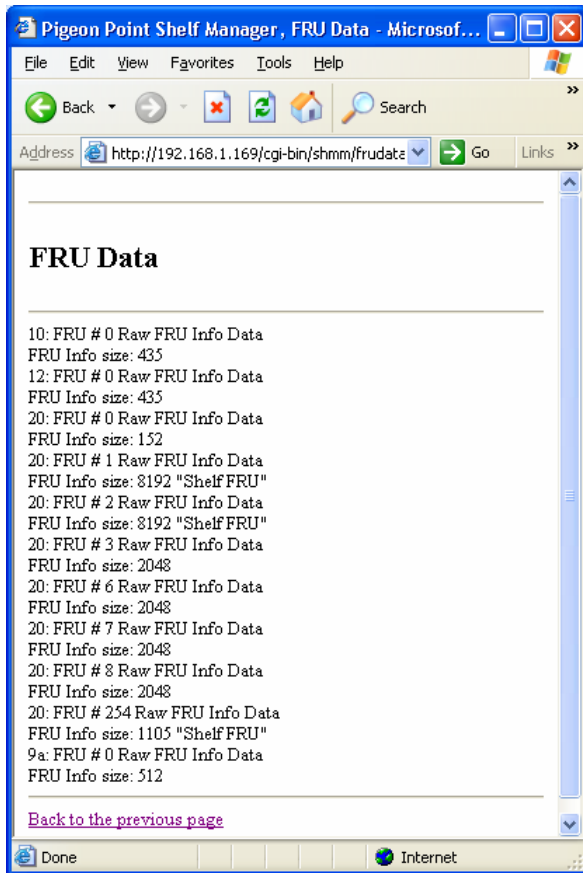 Pigeon Point Shelf Manager, FRU Data - Microsof...
File Edit View Favorites Tools Help
Back Search
Address http://192.168.1.169/cgi-bin/shmm/frudata Go Links
FRU Data
10: FRU # 0 Raw FRU Info Data
FRU Info size: 435
12: FRU # 0 Raw FRU Info Data
FRU Info size: 435
20: FRU # 0 Raw FRU Info Data
FRU Info size: 152
20: FRU # 1 Raw FRU Info Data
FRU Info size: 8192 "Shelf FRU"
20: FRU # 2 Raw FRU Info Data
FRU Info size: 8192 "Shelf FRU"
20: FRU # 3 Raw FRU Info Data
FRU Info size: 2048
20: FRU # 6 Raw FRU Info Data
FRU Info size: 2048
20: FRU # 7 Raw FRU Info Data
FRU Info size: 2048
20: FRU # 8 Raw FRU Info Data
FRU Info size: 2048
20: FRU # 254 Raw FRU Info Data
FRU Info size: 1105 "Shelf FRU"
9a: FRU # 0 Raw FRU Info Data
FRU Info size: 512
Back to the previous page
Done Internet